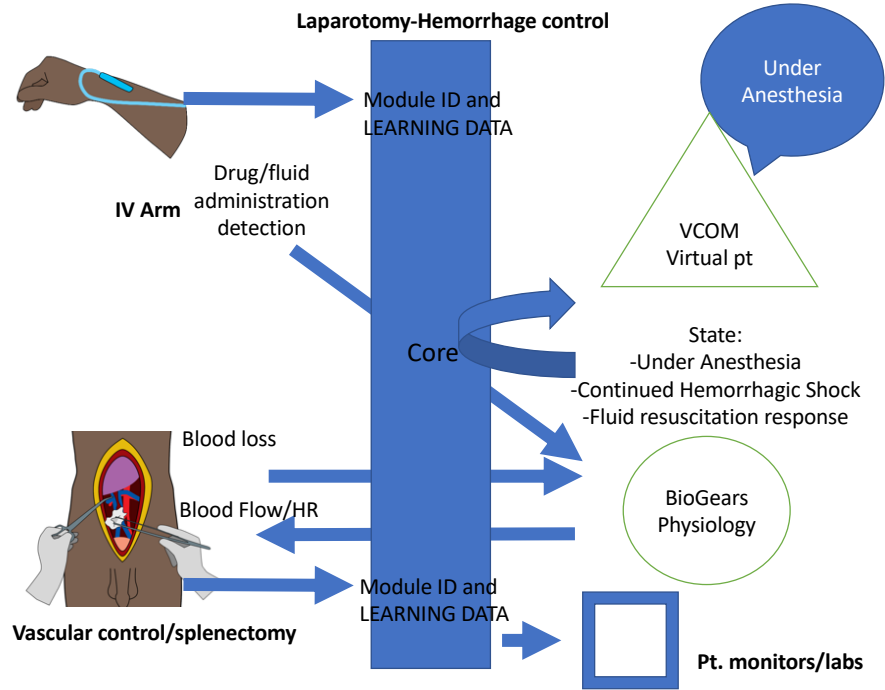 Laparotomy-Hemorrhage control
Under
Anesthesia
Module ID and
LEARNING DATA
IV Arm
Drug/fluid
administration
detection
VCOM
Virtual pt
Core
State:
-Under Anesthesia
-Continued Hemorrhagic Shock
-Fluid resuscitation response
Blood loss
Blood Flow/HR
BioGears
Physiology
Module ID and
LEARNING DATA
Vascular control/splenectomy
Pt. monitors/labs